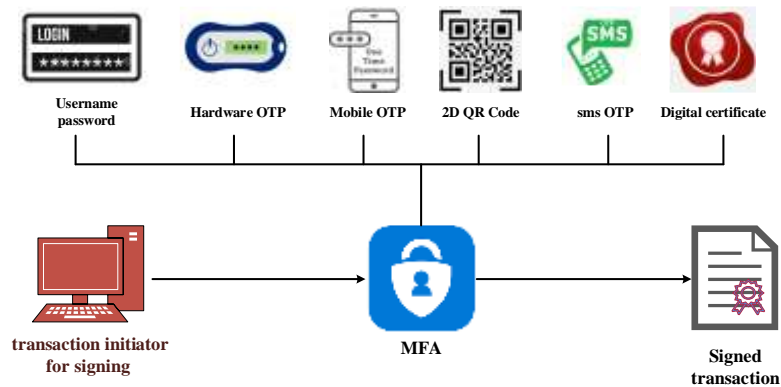 LOGIN
********
Username
password
****
Hardware OTP
***
One
Time
Password
Mobile OTP
2D QR Code
SMS
sms OTP
Digital certificate
transaction initiator
for signing
MFA
Signed
transaction